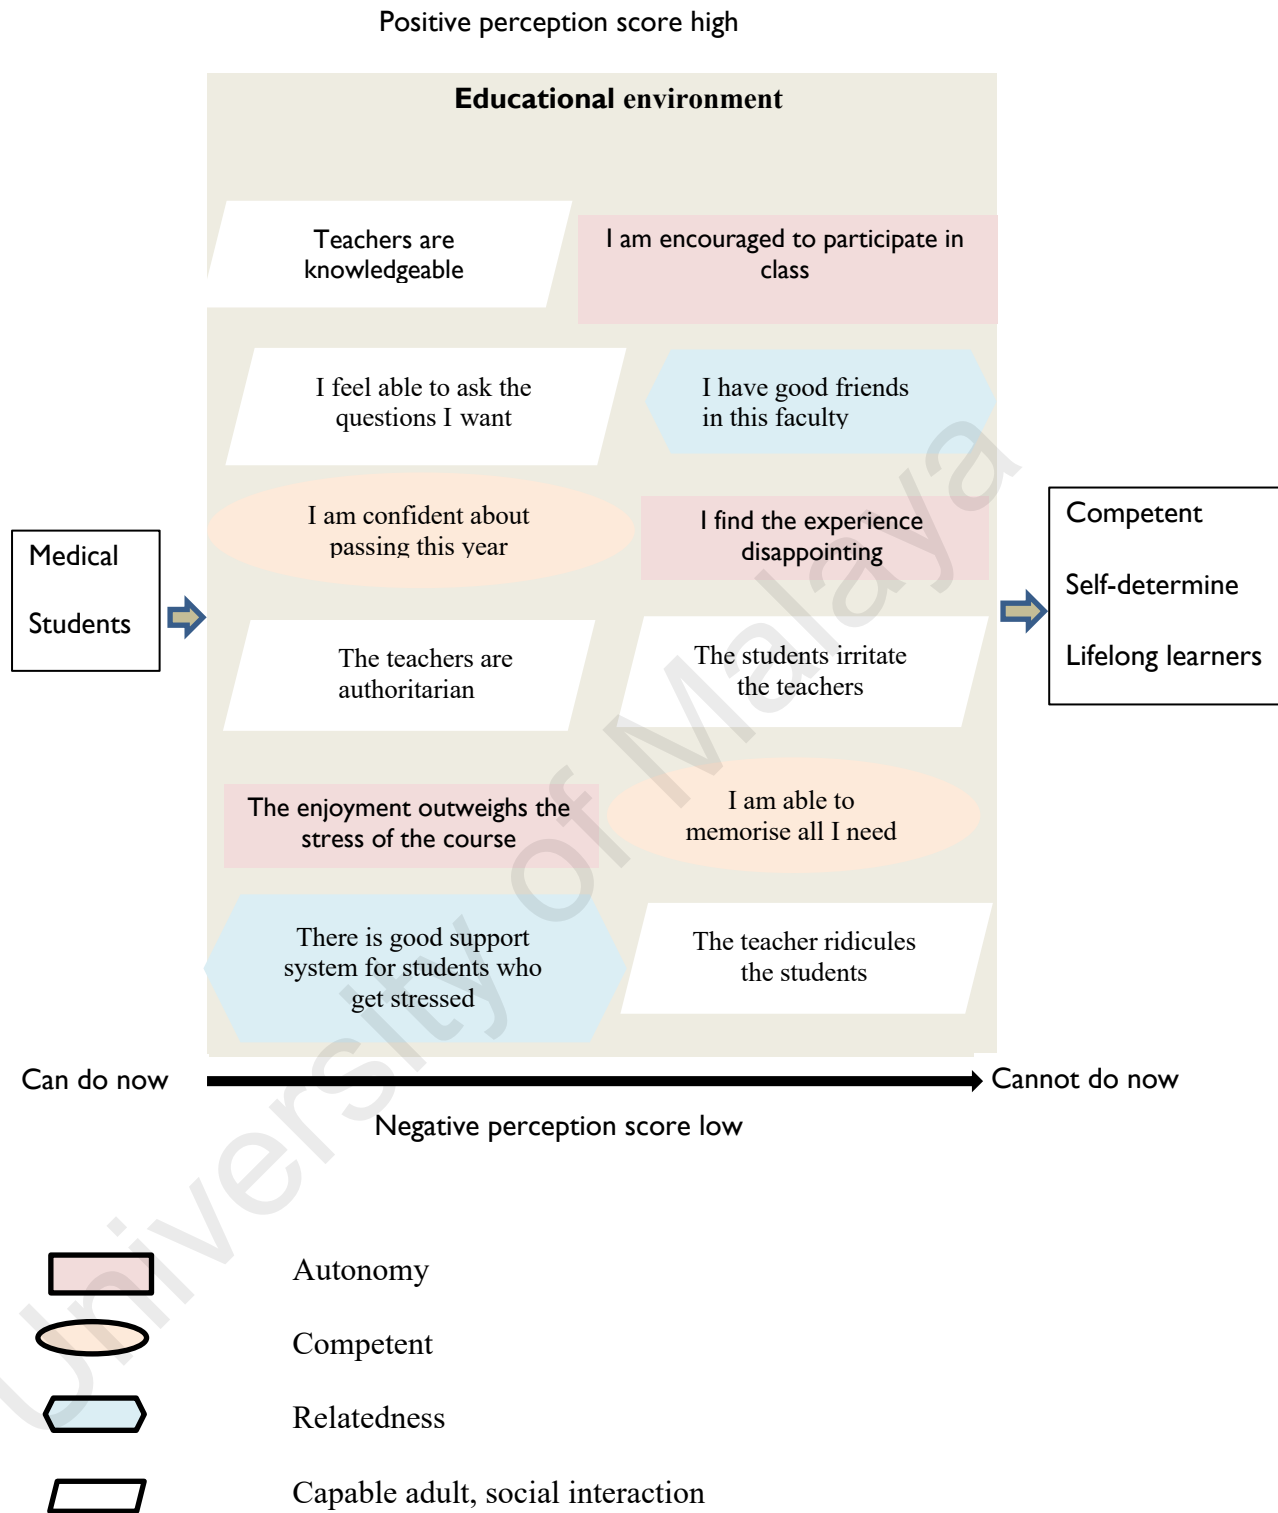 Positive perception score high
Educational environment
Teachers are
knowledgeable
I am encouraged to participate in
class
I feel able to ask the
questions I want
I have good friends
in this faculty
I am confident about
passing this year
I find the experience
disappointing
Medical
Students
Competent
Self-determine
Lifelong learners
The teachers are
authoritarian
The students irritate
the teachers
The enjoyment outweighs the
stress of the course
I am able to
memorise all I need
There is good support
system for students who
get stressed
The teacher ridicules
the students
Can do now
Cannot do now
Negative perception score low
Autonomy
Competent
Relatedness
Capable adult, social interaction
University of Malaya